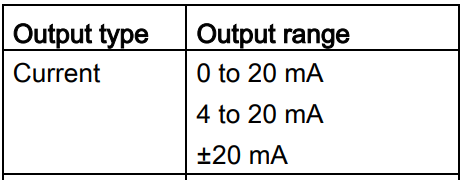 Output type Output range
Current 0 to 20 mA
4 to 20 mA
±20 mA